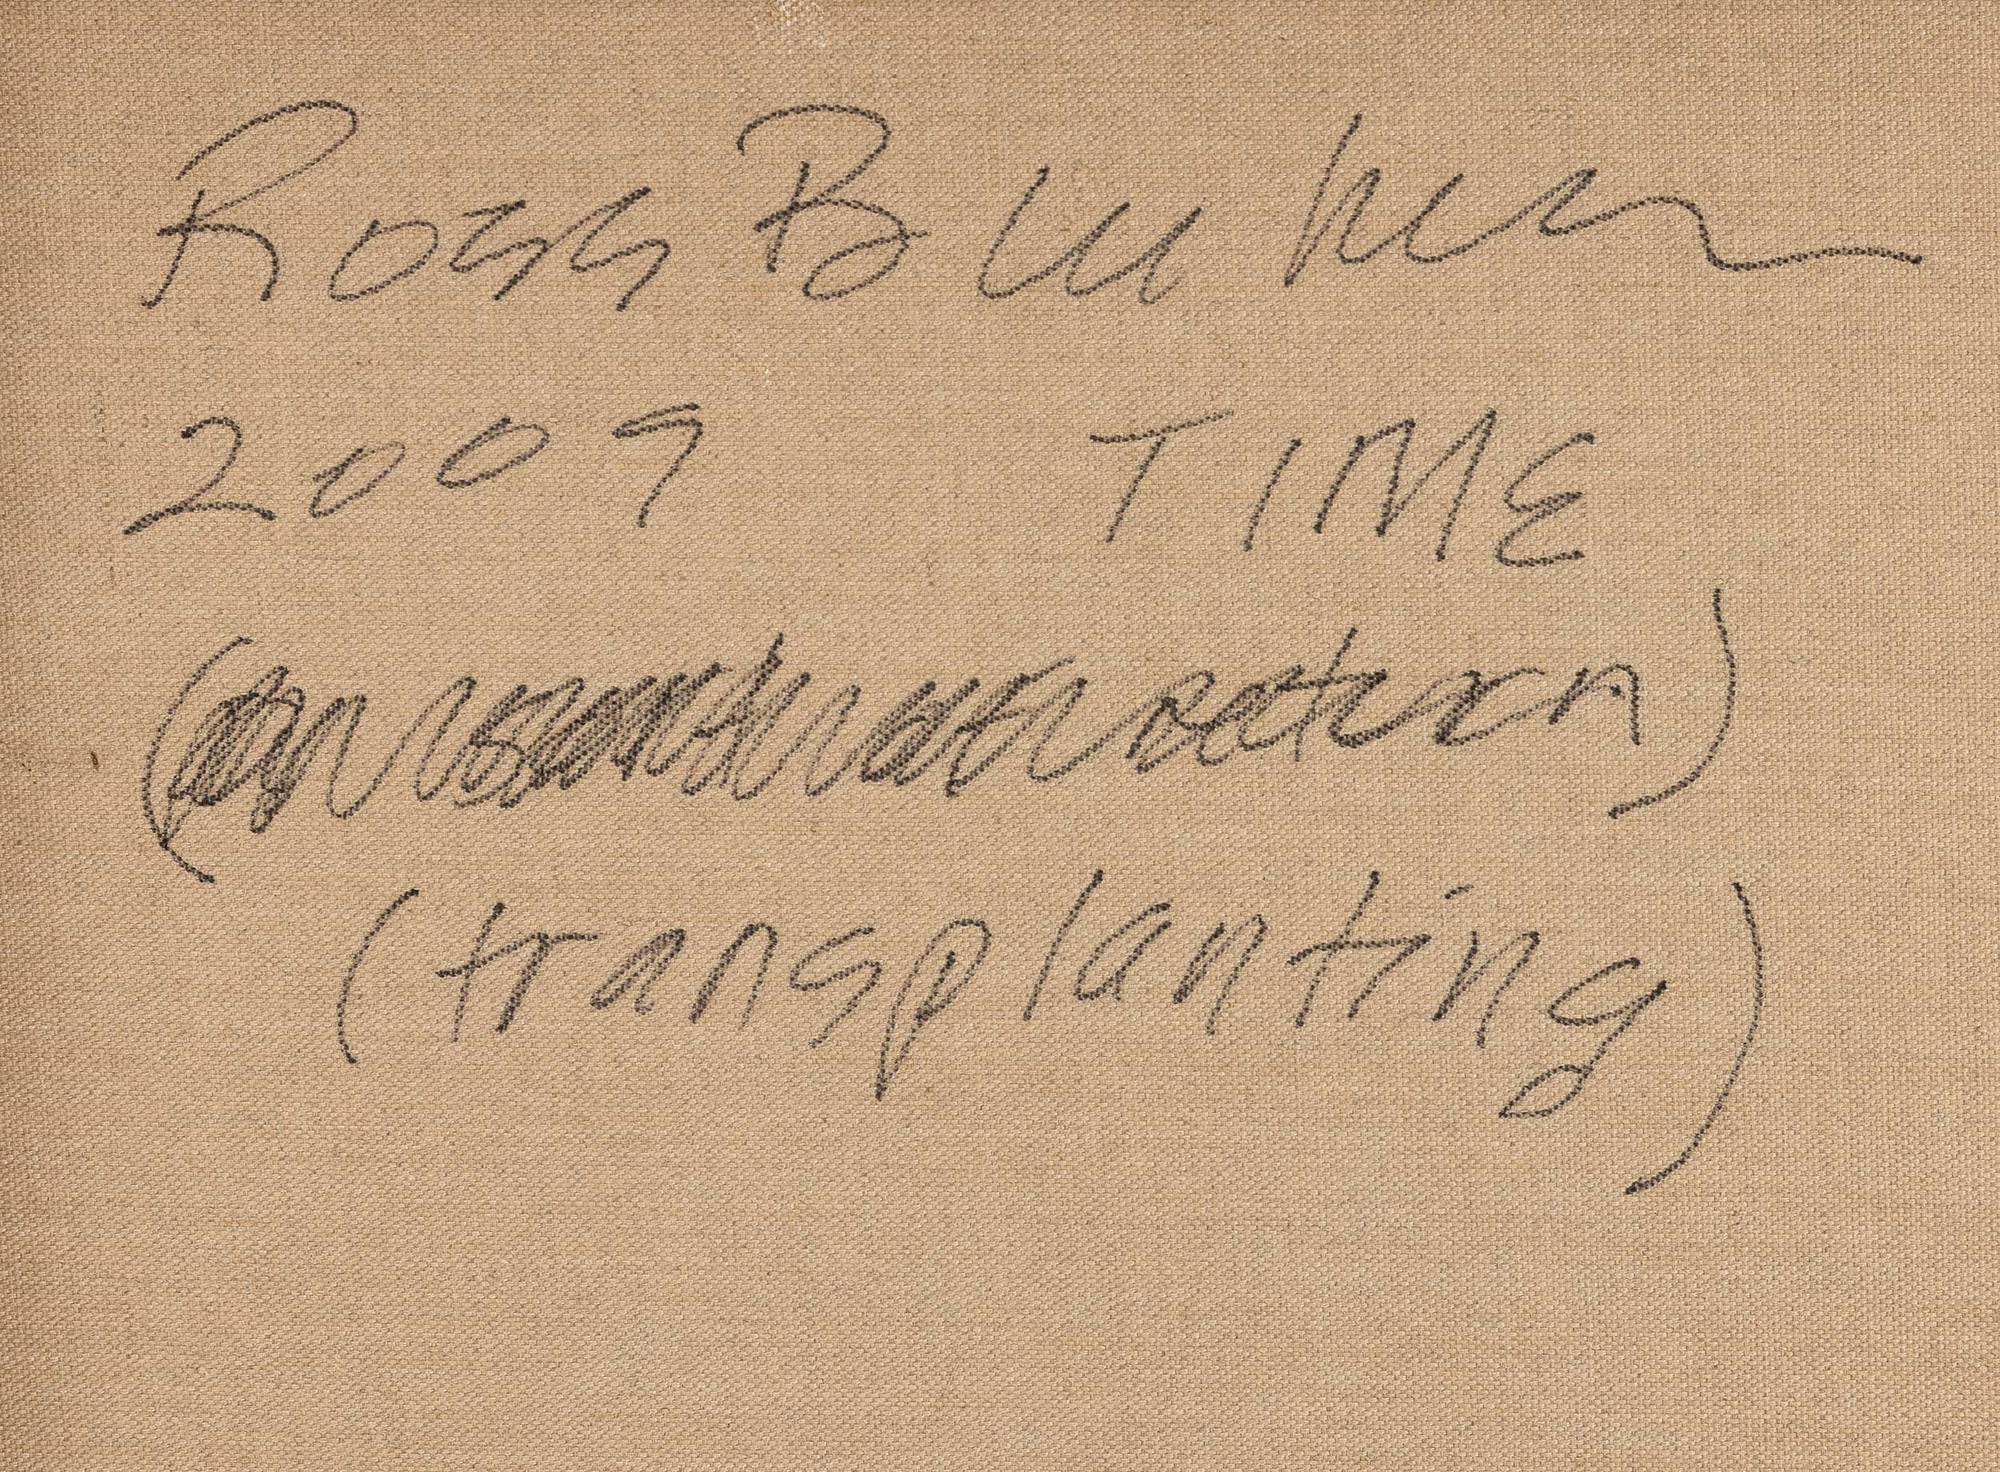 Ross Bleckner
2009 TIME
(transplanting)